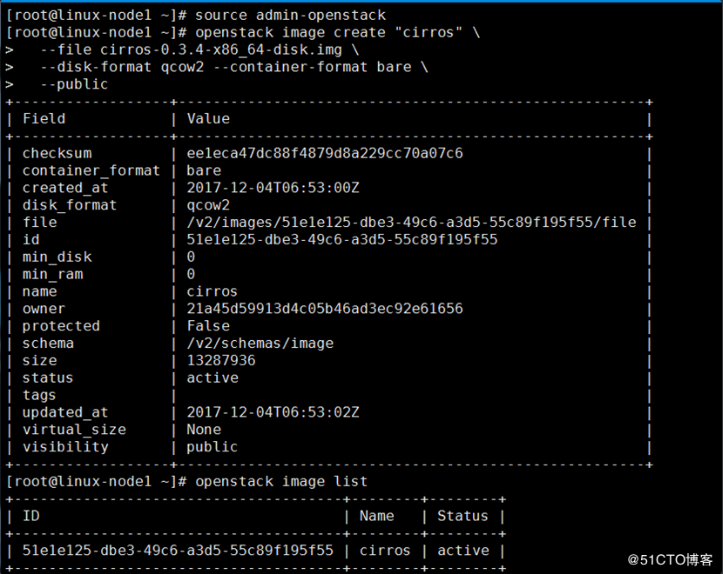 [root@linux-node1 ~]# source admin-openstack
[root@linux-node1 ~]# openstack image create "cirros" \
>   --file cirros-0.3.4-x86_64-disk.img \
>   --disk-format qcow2 --container-format bare \
>   --public
+------------------+------------------------------------------------------+
| Field            | Value                                                |
+------------------+------------------------------------------------------+
| checksum         | ee1eca47dc88f4879d8a229cc70a07c6                     |
| container_format | bare                                                 |
| created_at       | 2017-12-04T06:53:00Z                                 |
| disk_format      | qcow2                                                |
| file             | /v2/images/51e1e125-dbe3-49c6-a3d5-55c89f195f55/file |
| id               | 51e1e125-dbe3-49c6-a3d5-55c89f195f55                 |
| min_disk         | 0                                                    |
| min_ram          | 0                                                    |
| name             | cirros                                               |
| owner            | 21a45d59913d4c05b46ad3ec92e61656                     |
| protected        | False                                                |
| schema           | /v2/schemas/image                                    |
| size             | 13287936                                             |
| status           | active                                               |
| tags             |                                                      |
| updated_at       | 2017-12-04T06:53:02Z                                 |
| virtual_size     | None                                                 |
| visibility       | public                                               |
+------------------+------------------------------------------------------+
[root@linux-node1 ~]# openstack image list
+--------------------------------------+--------+--------+
| ID                                   | Name   | Status |
+--------------------------------------+--------+--------+
| 51e1e125-dbe3-49c6-a3d5-55c89f195f55 | cirros | active |
+--------------------------------------+--------+--------+
@51CTO博客